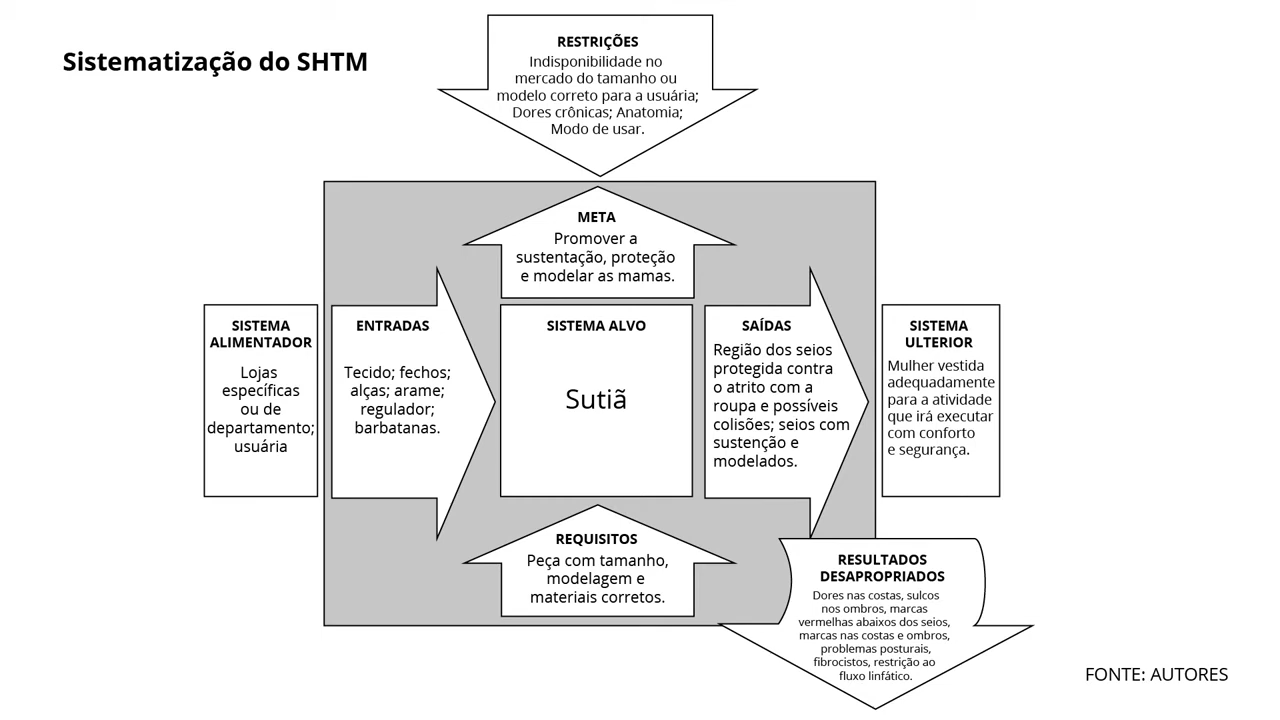 Sistematização do SHTM
RESTRIÇÕES
Indisponibilidade no
mercado do tamanho ou
modelo correto para a usuária;
Dores crônicas; Anatomia;
Modo de usar.
META
Promover a
sustentação, proteção
e modelar as mamas.
SISTEMA
ALIMENTADOR
Lojas
específicas
ou de
departamento;
usuária
ENTRADAS
Tecido; fechos;
alças; arame;
regulador;
barbatanas.
SISTEMA ALVO
Sutiã
SAÍDAS
Região dos seios
protegida contra
o atrito com a
roupa e possíveis
colisões; seios com
sustenção e
modelados.
SISTEMA
ULTERIOR
Mulher vestida
adequadamente
para a atividade
que irá executar
com conforto
e segurança.
REQUISITOS
Peça com tamanho,
modelagem e
materiais corretos.
RESULTADOS
DESAPROPRIADOS
Dores nas costas, sulcos
nos ombros, marcas
vermelhas abaixos dos seios,
marcas nas costas e ombros,
problemas posturais,
fibrocistos, restrição ao
fluxo linfático.
FONTE: AUTORES